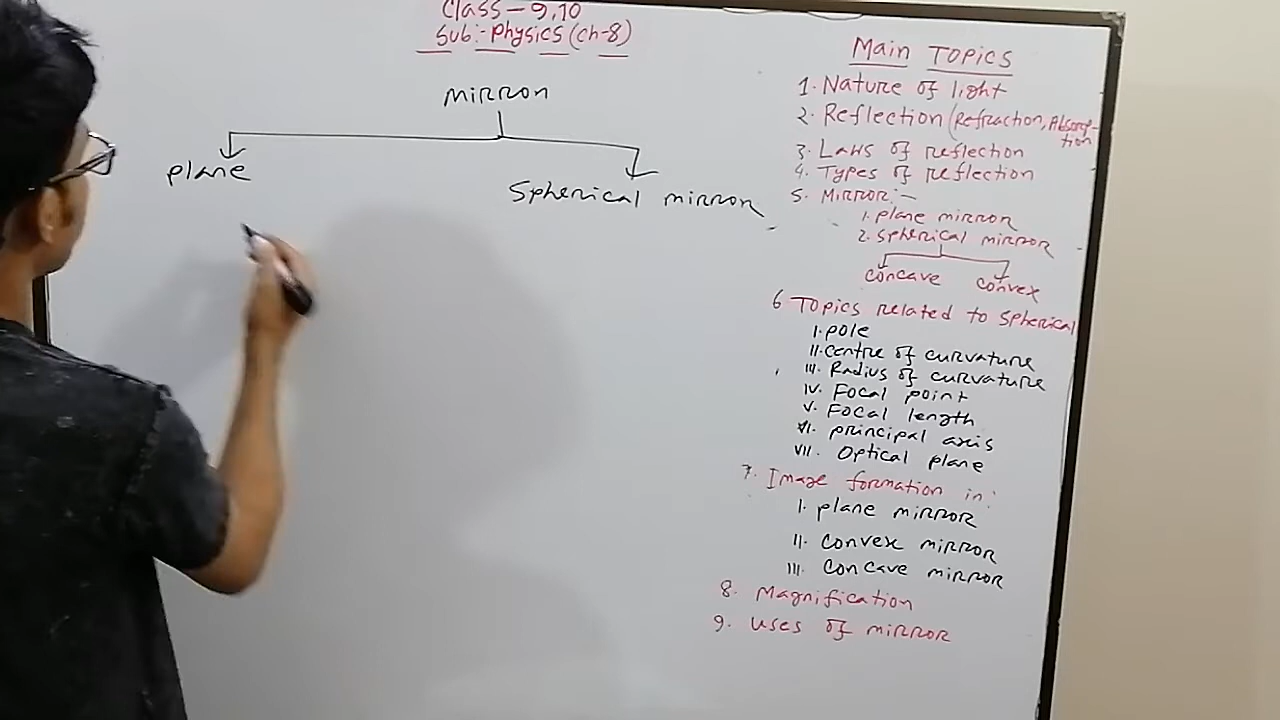 Class-9,10
Sub:-Physics(ch-8)
Mirror
plane
Spherical mirror
Main TOPICS
1. Nature of light
2. Reflection (Refraction, Absorp-
tion
3. Laws of reflection
4. Types of reflection
5. Mirror:-
1. plane mirror
2. spherical mirror
concave convex
6. Topics related to spherical
I. pole
II. centre of curvature
III. Radius of curvature
IV. Focal point
V. Focal length
VI. principal axis
VII. Optical plane
7. Image formation in:
I. plane mirror
II. convex mirror
III. concave mirror
8. Magnification
9. Uses of mirror